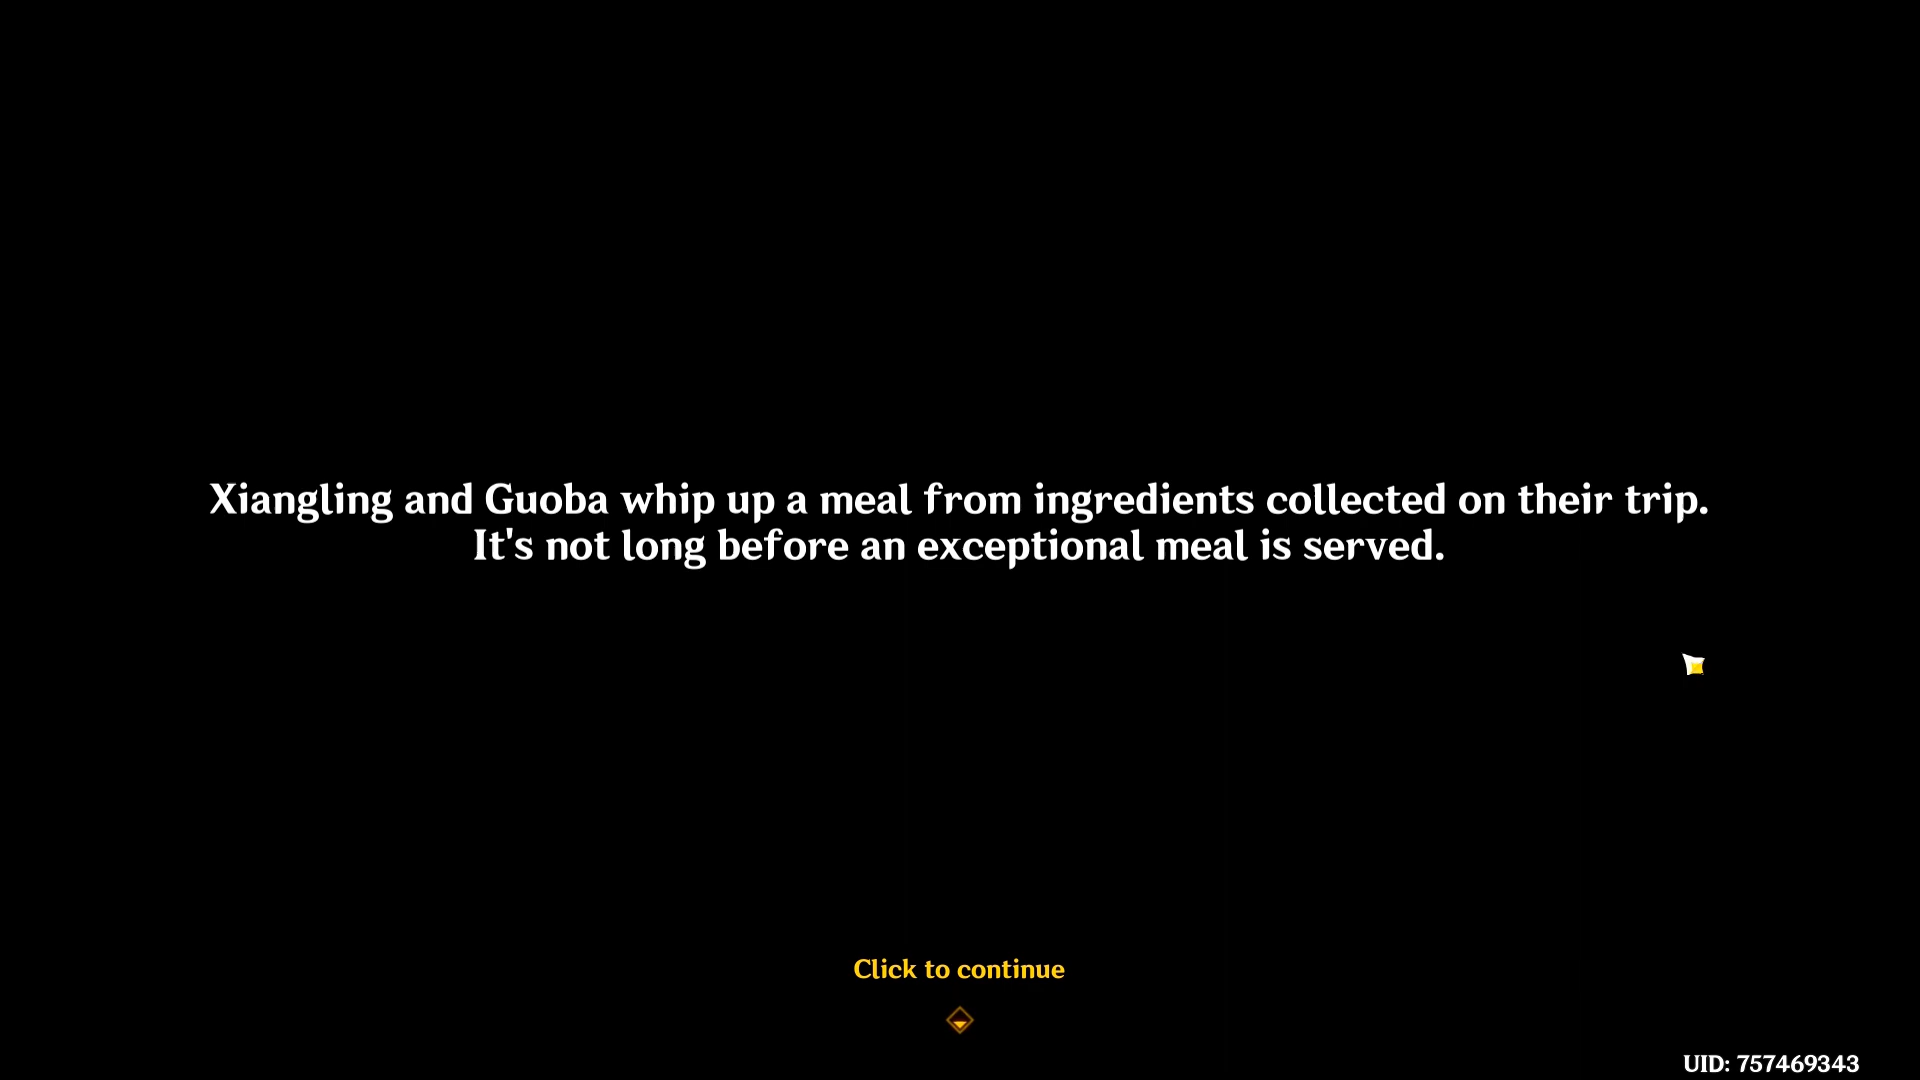 Xiangling and Guoba whip up a meal from ingredients collected on their trip.
It's not long before an exceptional meal is served.
Click to continue
UID: 757469343